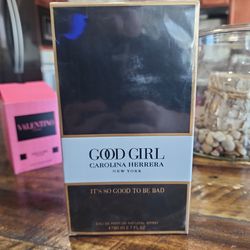 GOOD GIRL
CAROLINA HERRERA
NEW YORK
IT'S SO GOOD TO BE BAD
EAU DE PARFUM NATURAL SPRAY
VALENTINO